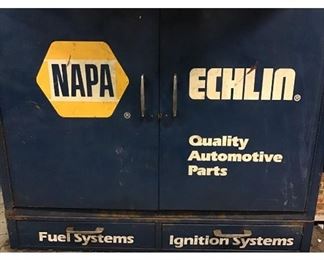 NAPA
®
ECHLIN®
Quality
Automotive
Parts
Fuel Systems
Ignition Systems